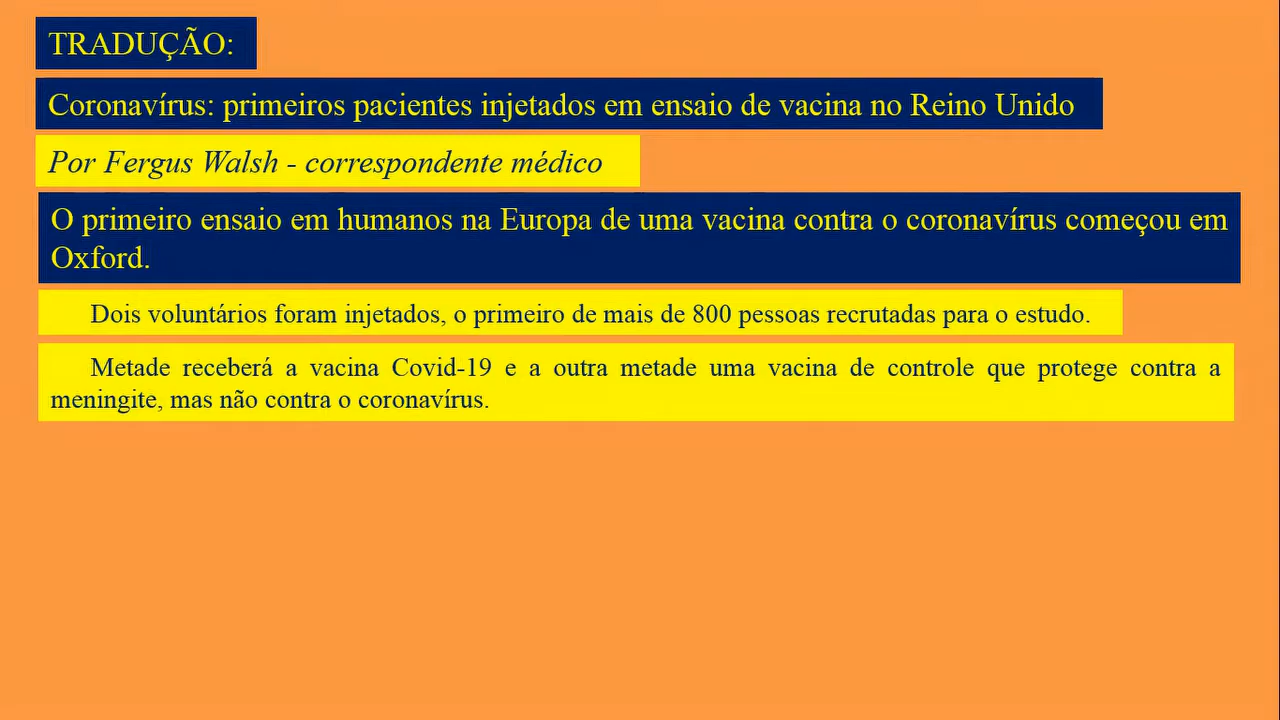 TRADUÇÃO:
Coronavírus: primeiros pacientes injetados em ensaio de vacina no Reino Unido
Por Fergus Walsh - correspondente médico
O primeiro ensaio em humanos na Europa de uma vacina contra o coronavírus começou em
Oxford.
Dois voluntários foram injetados, o primeiro de mais de 800 pessoas recrutadas para o estudo.
Metade receberá a vacina Covid-19 e a outra metade uma vacina de controle que protege contra a
meningite, mas não contra o coronavírus.